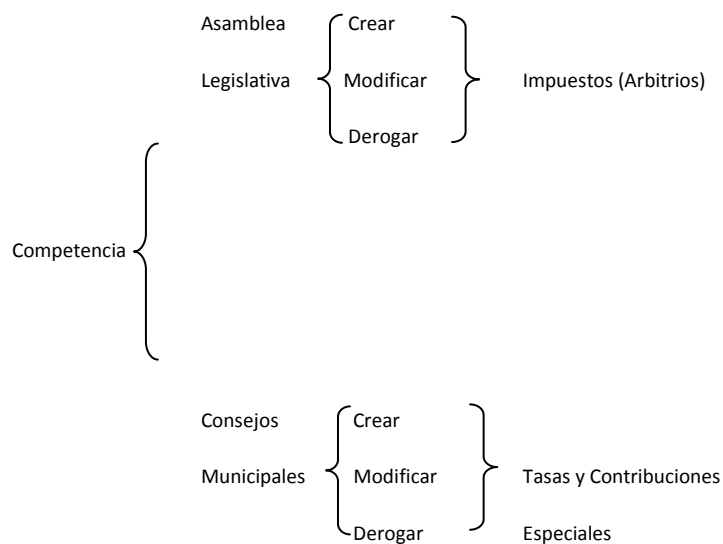 Asamblea Crear
Legislativa Modificar Impuestos (Arbitrios)
Derogar
Competencia
Consejos Crear
Municipales Modificar Tasas y Contribuciones
Derogar Especiales